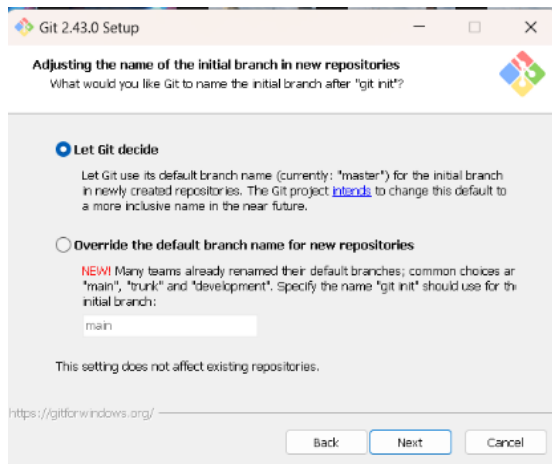 Git 2.43.0 Setup
Adjusting the name of the initial branch in new repositories
What would you like Git to name the initial branch after "git init"?
Let Git decide
Let Git use its default branch name (currently: "master") for the initial branch
in newly created repositories. The Git project intends to change this default to
a more inclusive name in the near future.
Override the default branch name for new repositories
NEW! Many teams already renamed their default branches; common choices ar
"main", "trunk" and "development". Specify the name "git init" should use for the
initial branch:
main
This setting does not affect existing repositories.
https://gitforwindows.org/
Back Next Cancel